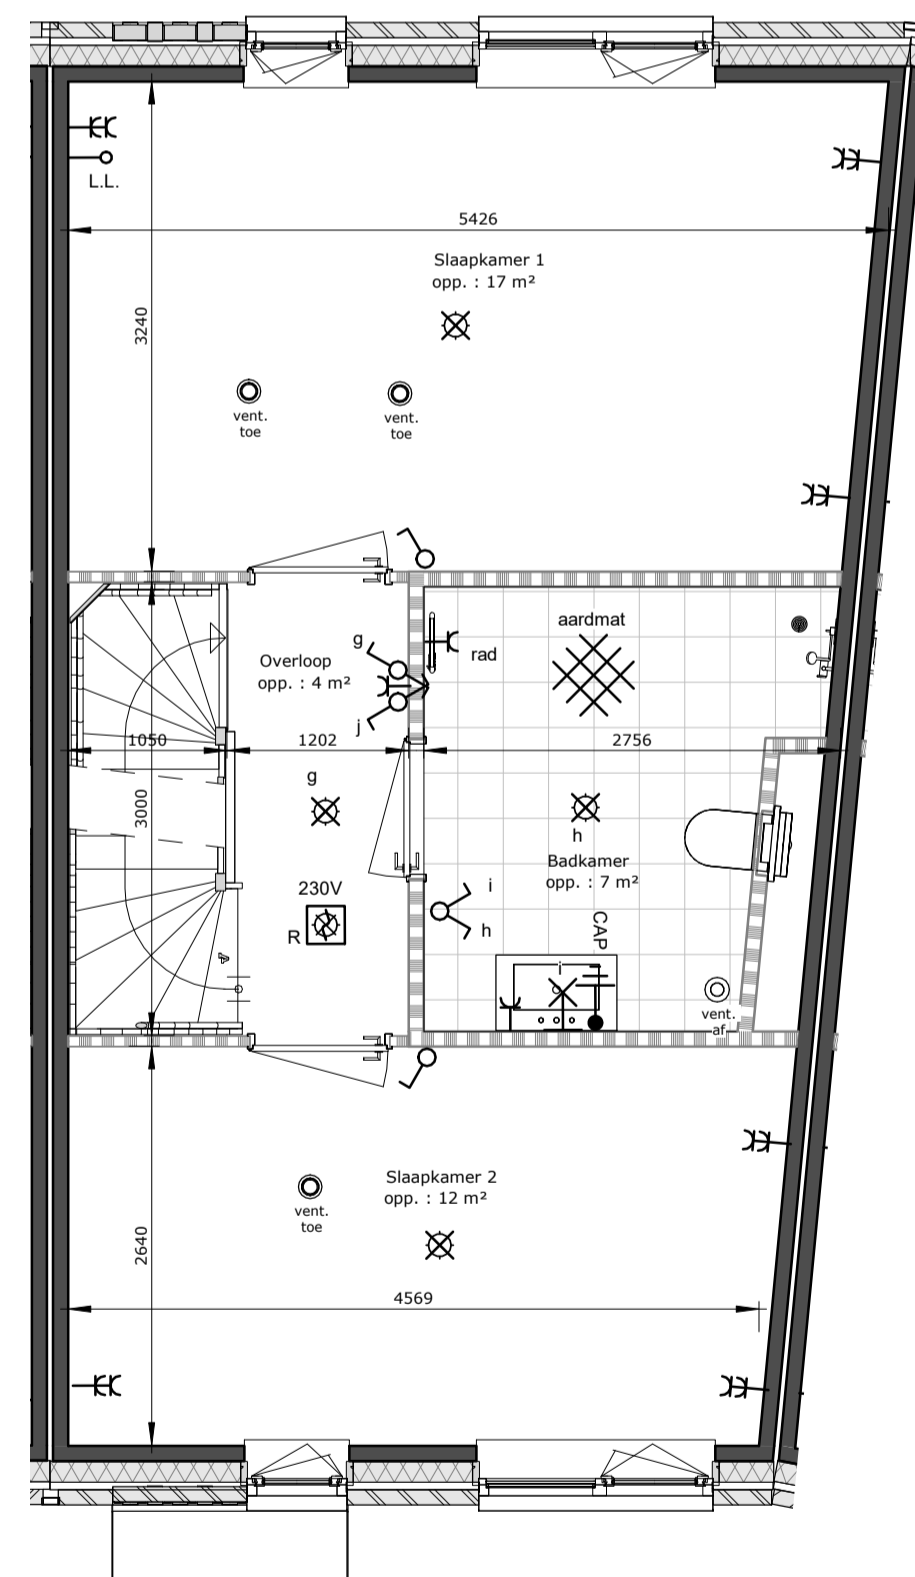 L.L.
5426
Slaapkamer 1
opp. : 17 m²
3240
vent.
toe
vent.
toe
aardmat
g
rad
Overloop
opp. : 4 m²
j
1050
1202
2756
g
3000
h
Badkamer
opp. : 7 m²
230V
i
R
h
CAP
i
vent.
af
Slaapkamer 2
opp. : 12 m²
vent.
toe
2640
4569